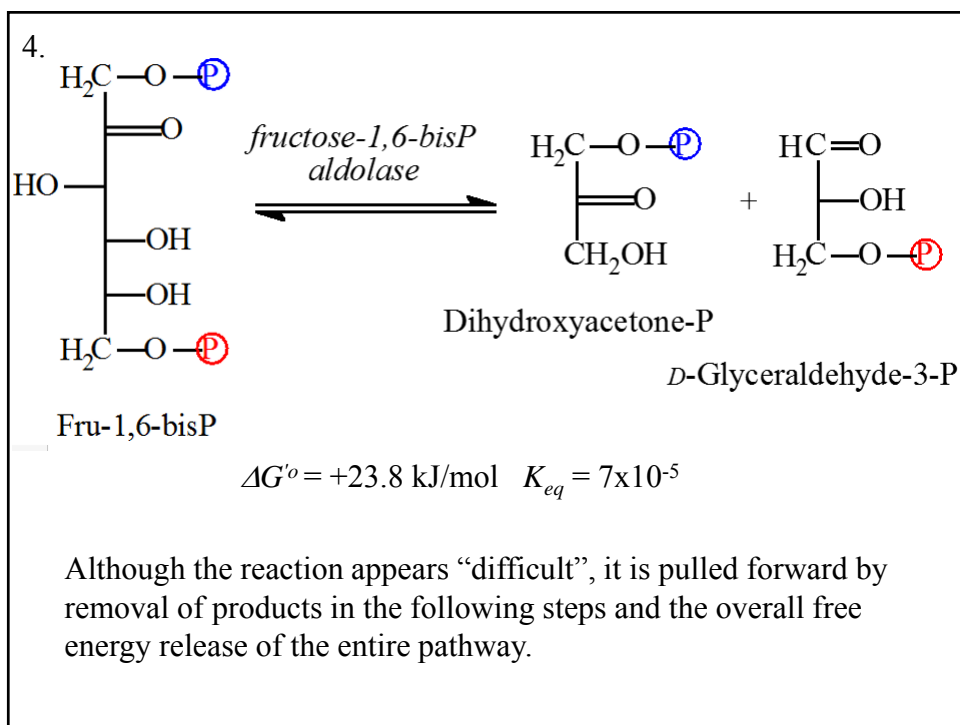 4.
H₂C—O—P
=O
HO
OH
OH
H₂C—O—P
Fru-1,6-bisP
fructose-1,6-bisP
aldolase
H₂C—O—P
=O
CH₂OH
Dihydroxyacetone-P
+
HC=O
OH
H₂C—O—P
D-Glyceraldehyde-3-P
ΔG'º = +23.8 kJ/mol Keq = 7x10⁻⁵
Although the reaction appears “difficult”, it is pulled forward by
removal of products in the following steps and the overall free
energy release of the entire pathway.